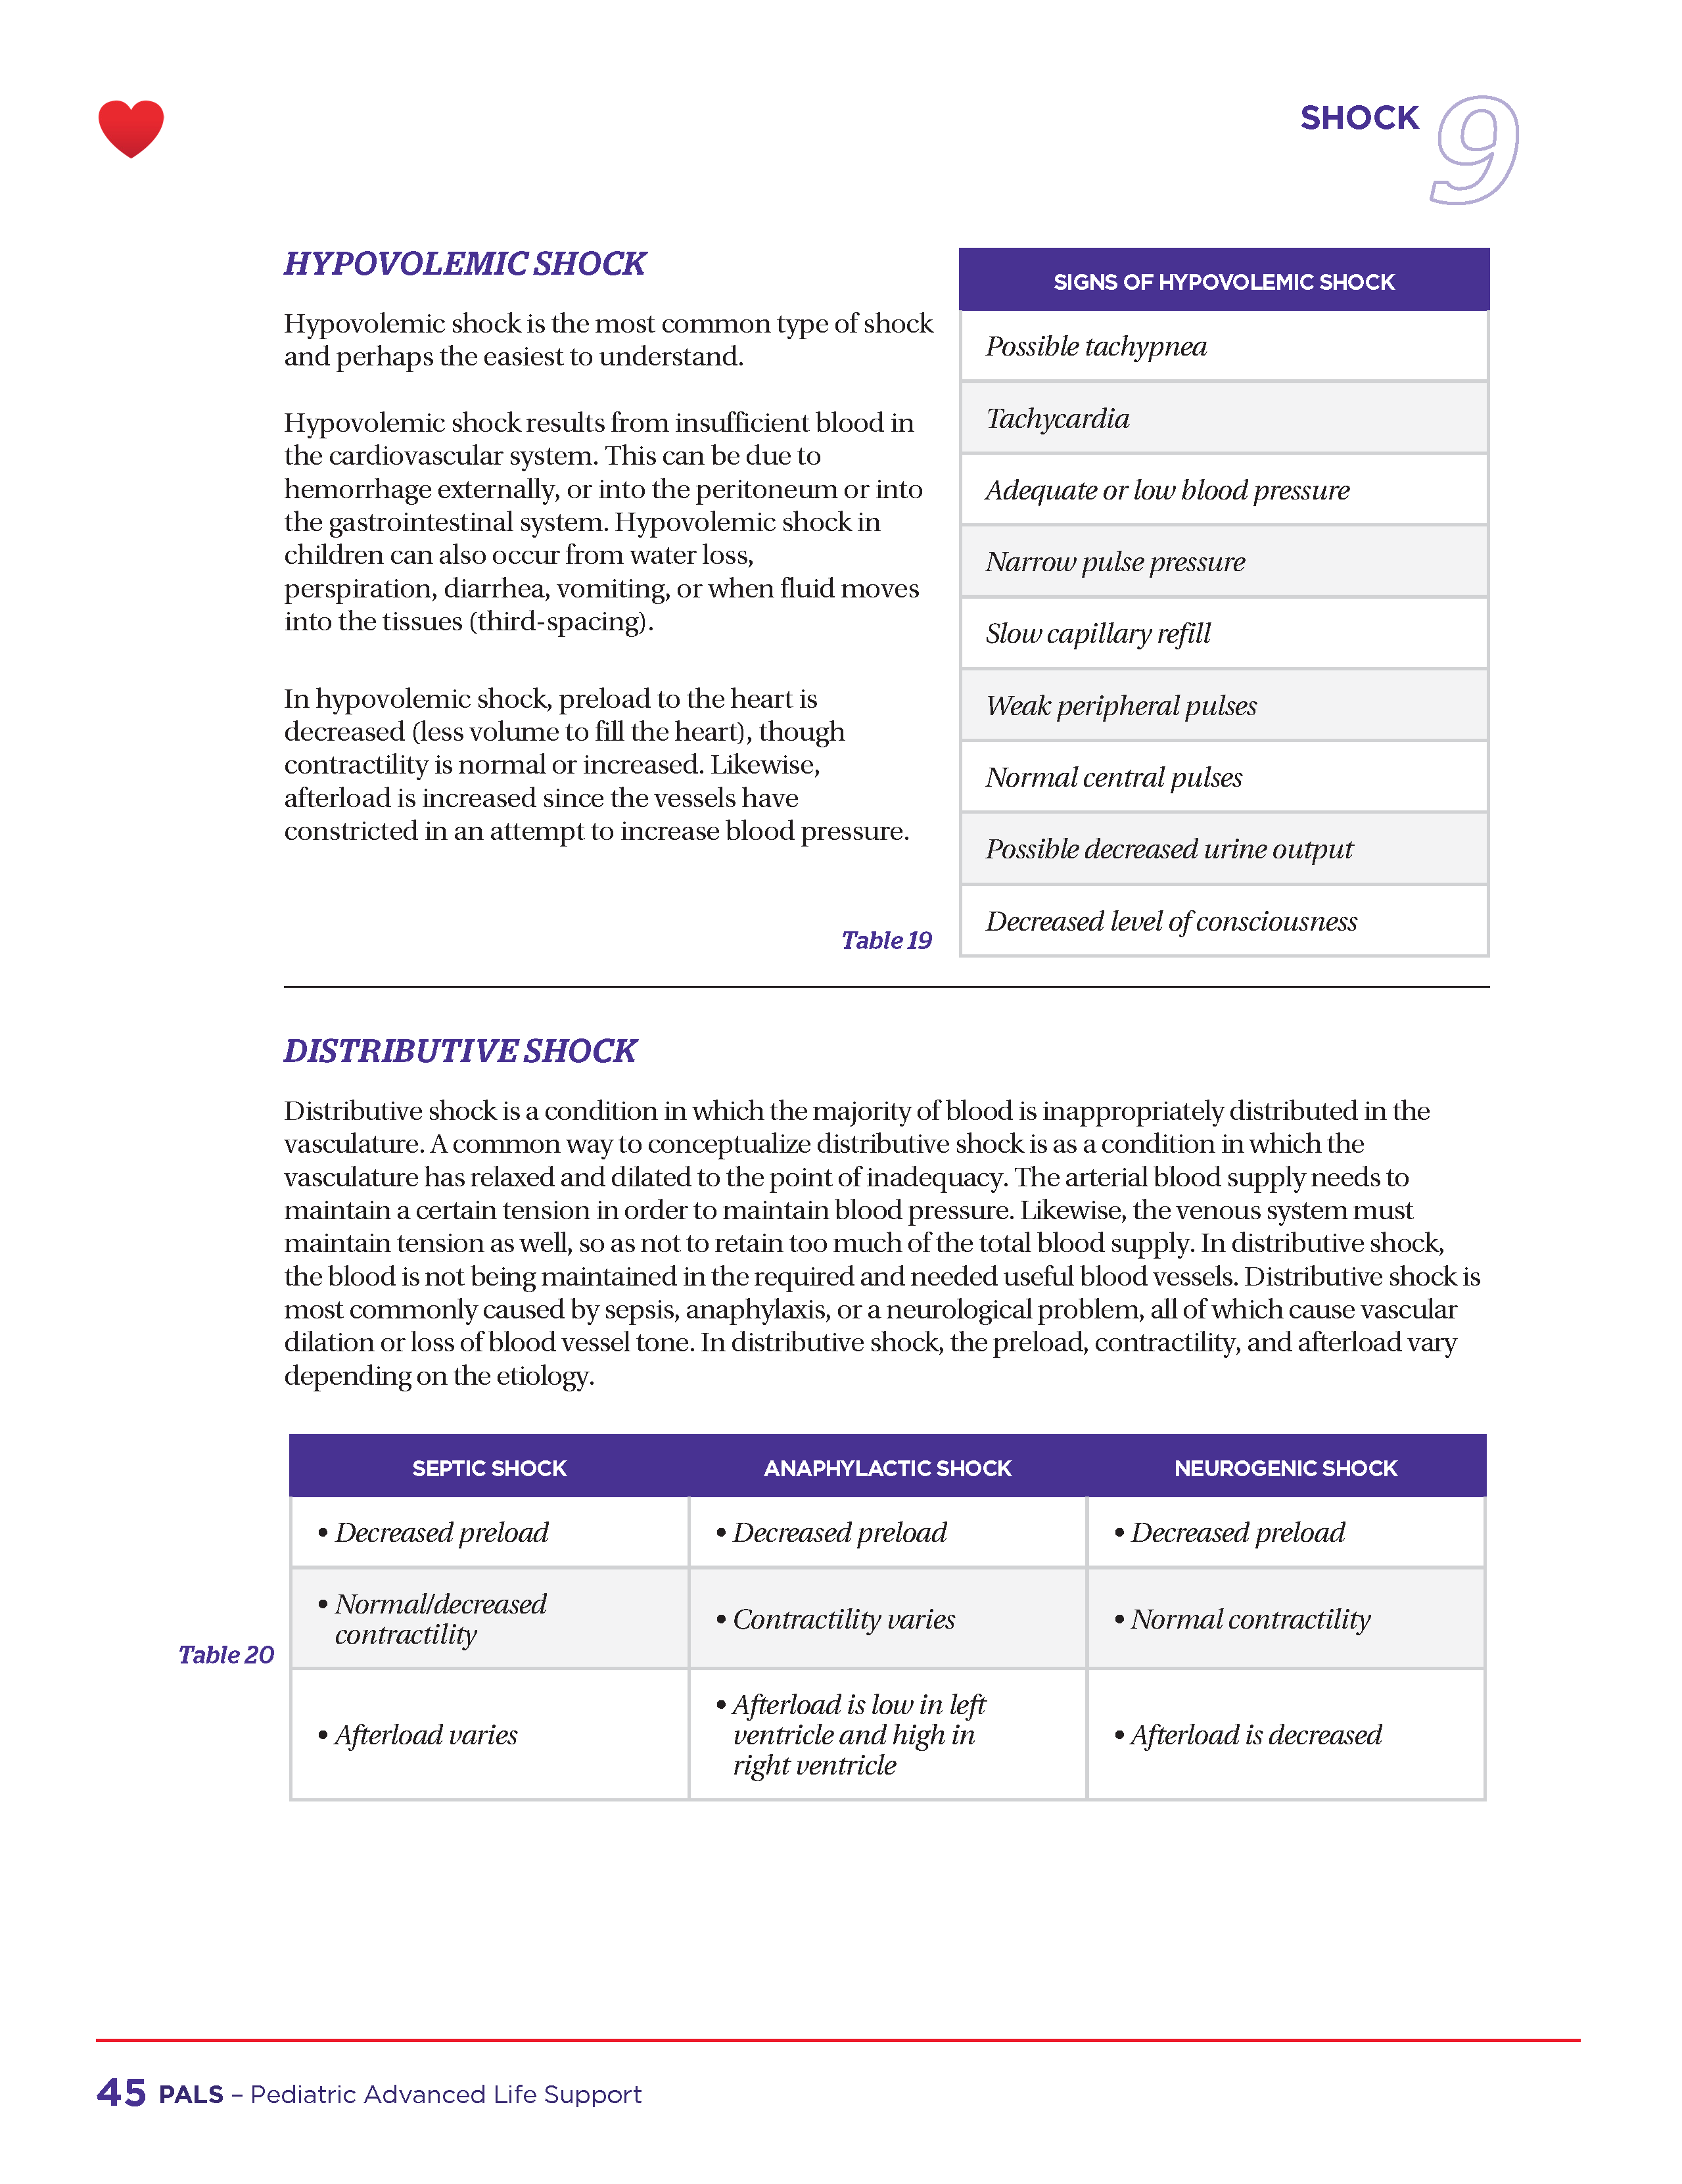 SHOCK 9
HYPOVOLEMIC SHOCK
Hypovolemic shock is the most common type of shock
and perhaps the easiest to understand.
Hypovolemic shock results from insufficient blood in
the cardiovascular system. This can be due to
hemorrhage externally, or into the peritoneum or into
the gastrointestinal system. Hypovolemic shock in
children can also occur from water loss,
perspiration, diarrhea, vomiting, or when fluid moves
into the tissues (third-spacing).
In hypovolemic shock, preload to the heart is
decreased (less volume to fill the heart), though
contractility is normal or increased. Likewise,
afterload is increased since the vessels have
constricted in an attempt to increase blood pressure.
Table 19
SIGNS OF HYPOVOLEMIC SHOCK
Possible tachypnea
Tachycardia
Adequate or low blood pressure
Narrow pulse pressure
Slow capillary refill
Weak peripheral pulses
Normal central pulses
Possible decreased urine output
Decreased level of consciousness
DISTRIBUTIVE SHOCK
Distributive shock is a condition in which the majority of blood is inappropriately distributed in the
vasculature. A common way to conceptualize distributive shock is as a condition in which the
vasculature has relaxed and dilated to the point of inadequacy. The arterial blood supply needs to
maintain a certain tension in order to maintain blood pressure. Likewise, the venous system must
maintain tension as well, so as not to retain too much of the total blood supply. In distributive shock,
the blood is not being maintained in the required and needed useful blood vessels. Distributive shock is
most commonly caused by sepsis, anaphylaxis, or a neurological problem, all of which cause vascular
dilation or loss of blood vessel tone. In distributive shock, the preload, contractility, and afterload vary
depending on the etiology.
SEPTIC SHOCK ANAPHYLACTIC SHOCK NEUROGENIC SHOCK
• Decreased preload • Decreased preload • Decreased preload
• Normal/decreased
contractility
• Contractility varies • Normal contractility
Table 20
• Afterload varies
• Afterload is low in left
ventricle and high in
right ventricle
• Afterload is decreased
45 PALS – Pediatric Advanced Life Support